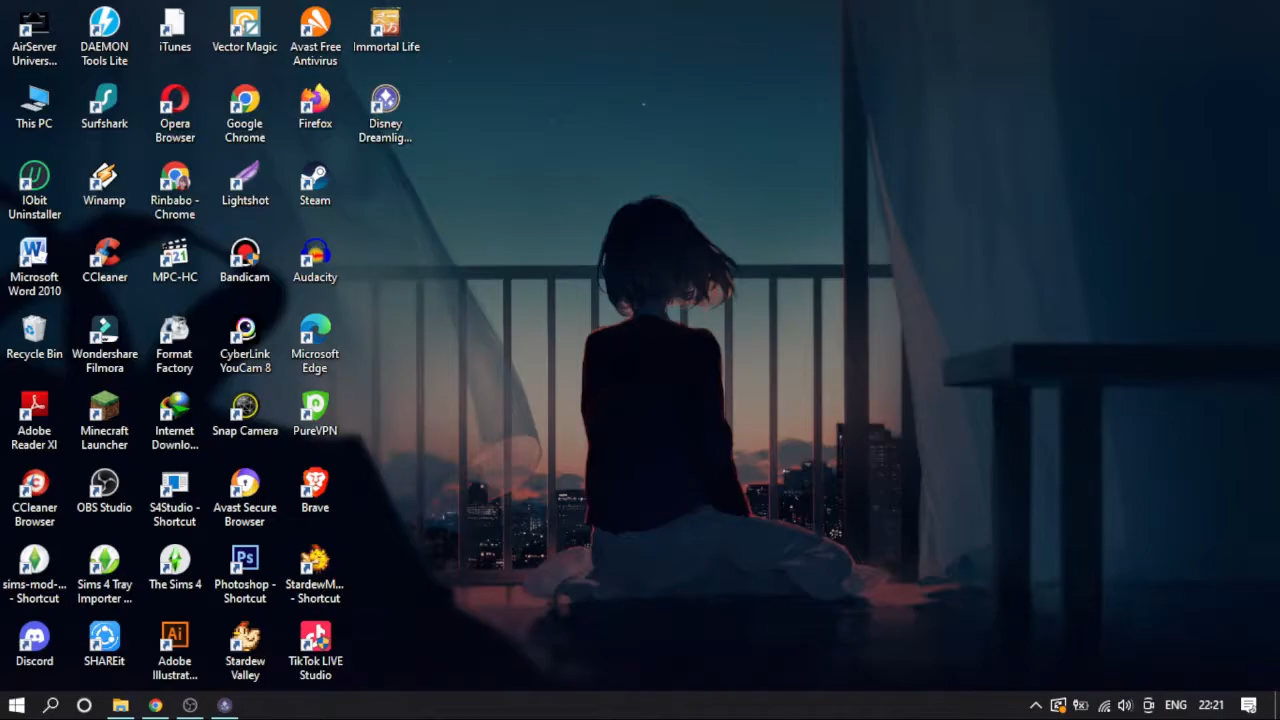 AirServer
Univers...
DAEMON
Tools Lite
iTunes
Vector Magic
Avast Free
Antivirus
Immortal Life
This PC
Surfshark
Opera
Browser
Google
Chrome
Firefox
Disney
Dreamlig...
IObit
Uninstaller
Winamp
Rinbabo -
Chrome
Lightshot
Steam
Microsoft
Word 2010
CCleaner
MPC-HC
Bandicam
Audacity
Recycle Bin
Wondershare
Filmora
Format
Factory
CyberLink
YouCam 8
Microsoft
Edge
Adobe
Reader XI
Minecraft
Launcher
Internet
Downlo...
Snap Camera
PureVPN
CCleaner
Browser
OBS Studio
S4Studio -
Shortcut
Avast Secure
Browser
Brave
sims-mod-...
- Shortcut
Sims 4 Tray
Importer ...
The Sims 4
Photoshop -
Shortcut
StardewM...
- Shortcut
Discord
SHAREit
Adobe
Illustrat...
Stardew
Valley
TikTok LIVE
Studio
ENG
22:21